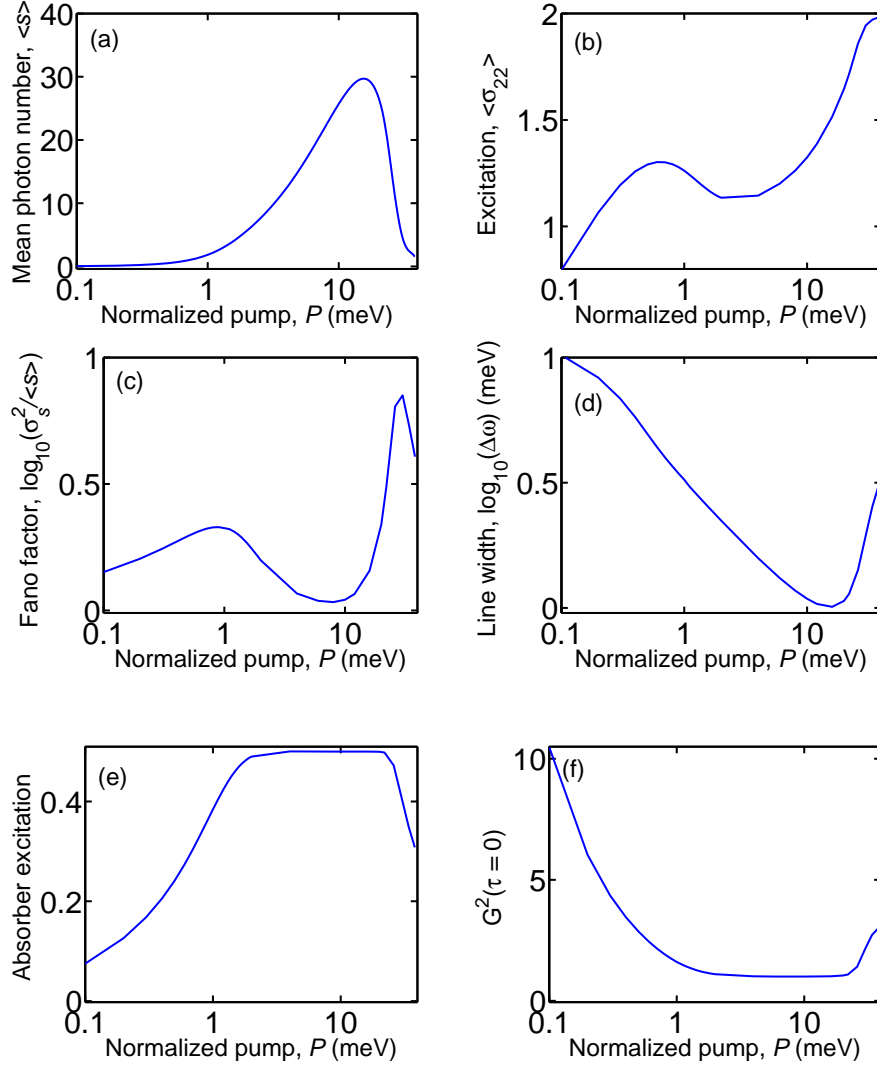 (a)
Mean photon number, <s>
40
30
20
10
0
0.1 1 10
Normalized pump, P (meV)
(b)
Excitation, <σ22>
2
1.5
1
0.1 1 10
Normalized pump, P (meV)
(c)
Fano factor, log10(σs²/<s>)
1
0.5
0
0.1 1 10
Normalized pump, P (meV)
(d)
Line width, log10(Δω) (meV)
1
0.5
0
0.1 1 10
Normalized pump, P (meV)
(e)
Absorber excitation
0.4
0.2
0
0.1 1 10
Normalized pump, P (meV)
(f)
G²(τ = 0)
10
5
0
0.1 1 10
Normalized pump, P (meV)